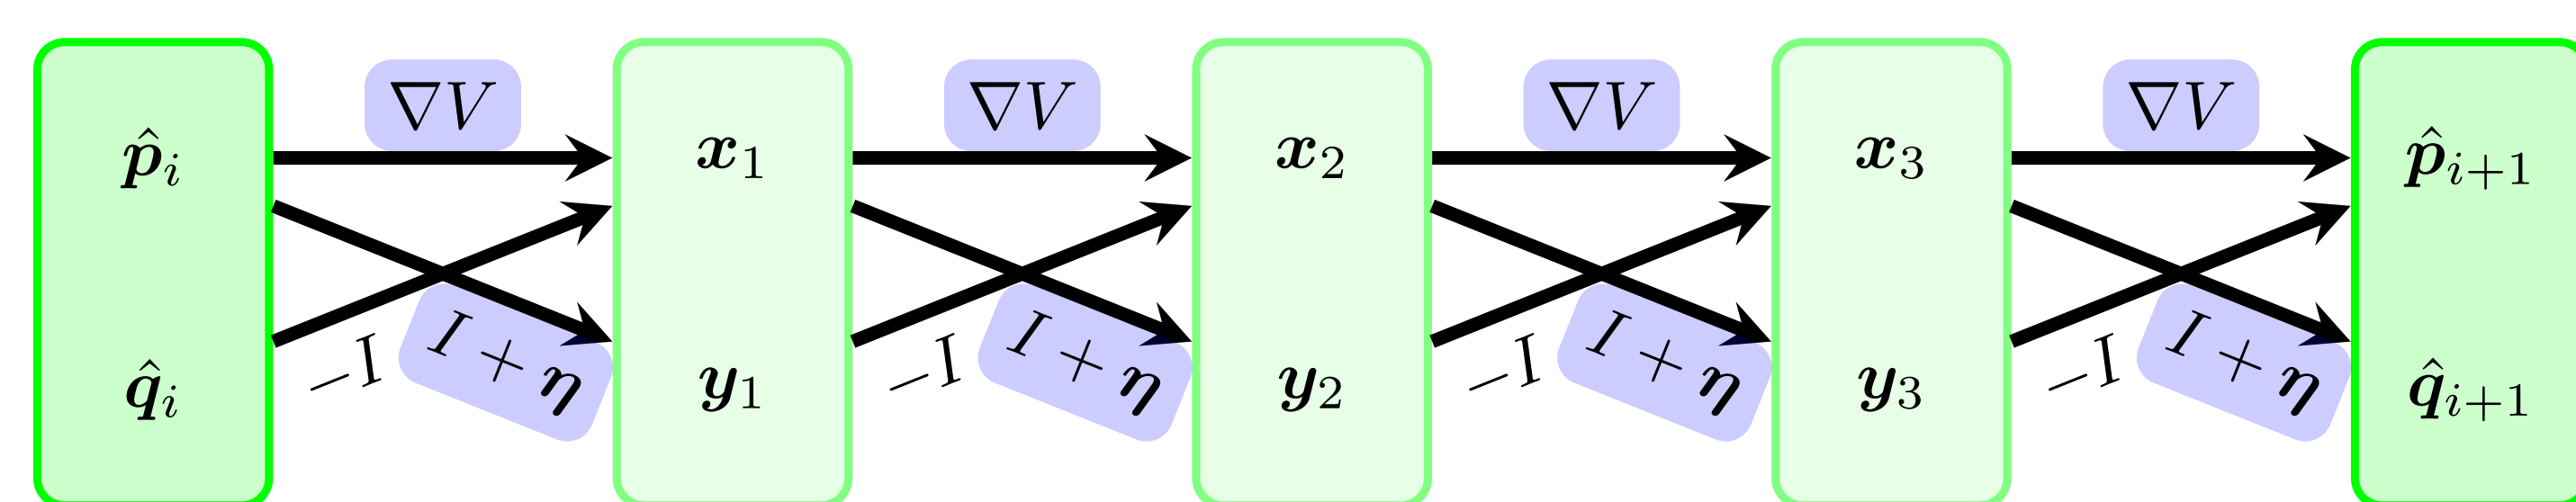 ∇V ∇V ∇V ∇V
p̂ᵢ x₁ x₂ x₃ p̂ᵢ₊₁
−I I + η −I I + η −I I + η −I I + η
q̂ᵢ y₁ y₂ y₃ q̂ᵢ₊₁